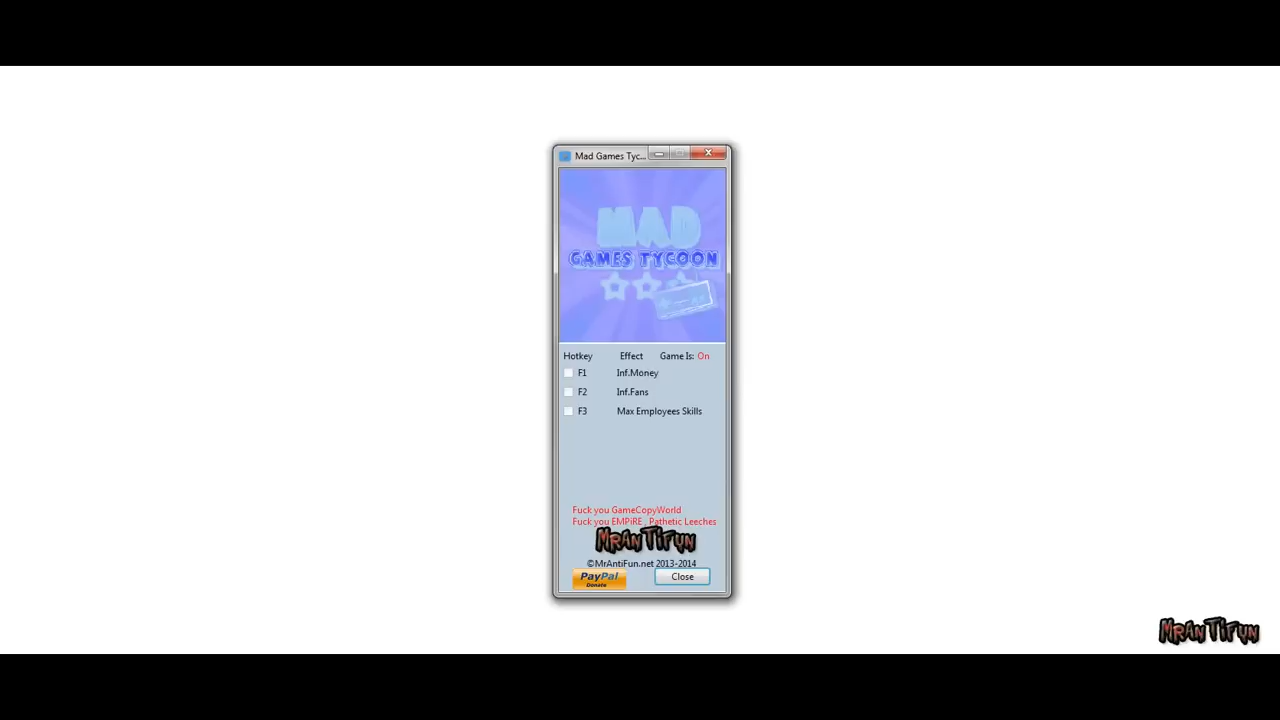 Mad Games Tyc...
MAD
GAMES TYCOON
Hotkey Effect Game Is: On
F1 Inf.Money
F2 Inf.Fans
F3 Max Employees Skills
Fuck you GameCopyWorld
Fuck you EMPiRE , Pathetic Leeches
MrAnTiFun
©MrAntiFun.net 2013-2014
PayPal
Donate
Close
MrAnTiFun